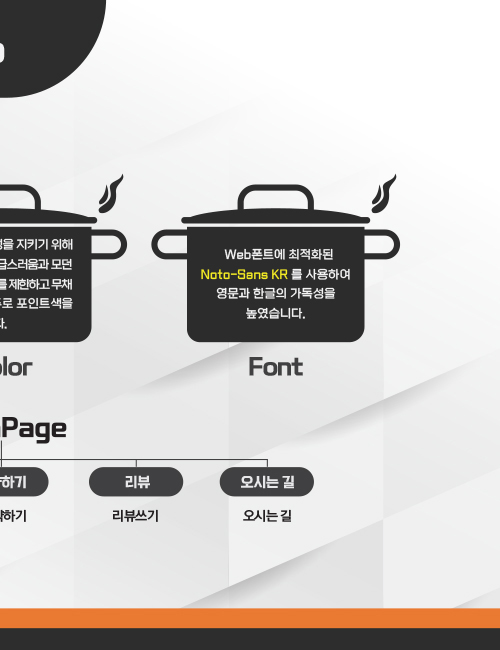 을 지키기 위해
급스러움과 모던
를 제한하고 무채
로 포인트색을
Web폰트에 최적화된
Noto-Sans KR 를 사용하여
영문과 한글의 가독성을
높였습니다.
lor
Font
Page
하기
리뷰
오시는 길
하기
리뷰쓰기
오시는 길